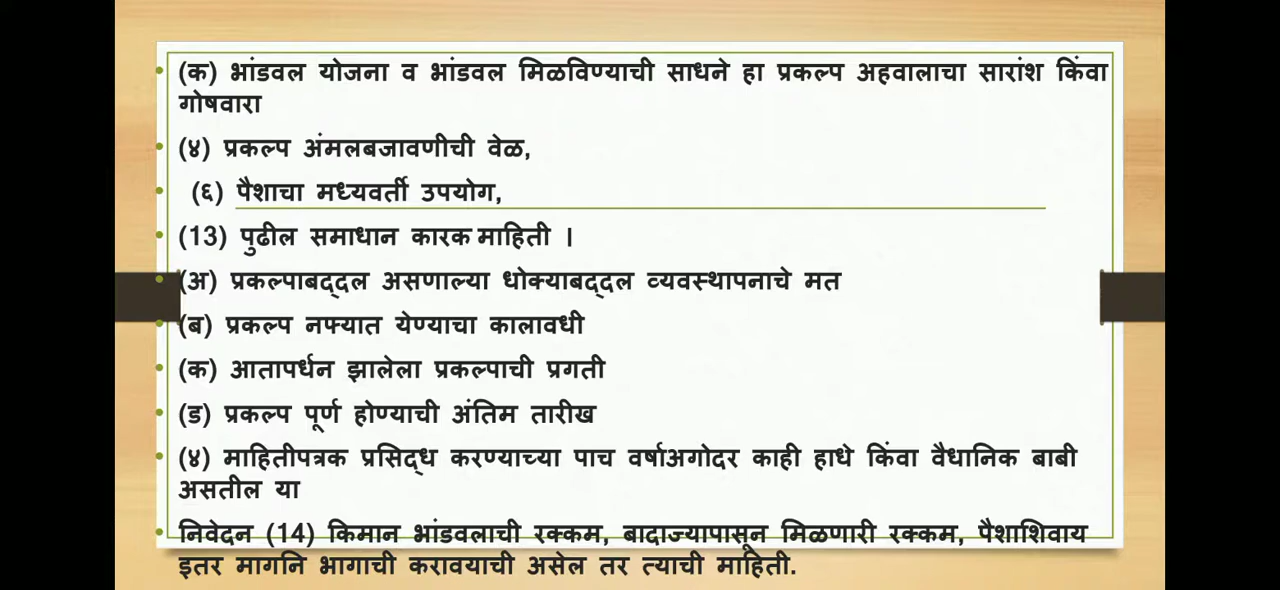 • (क) भांडवल योजना व भांडवल मिळविण्याची साधने हा प्रकल्प अहवालाचा सारांश किंवा
गोषवारा
• (४) प्रकल्प अंमलबजावणीची वेळ,
• (६) पैशाचा मध्यवर्ती उपयोग,
• (13) पुढील समाधान कारक माहिती ।
• (अ) प्रकल्पाबद्दल असणाल्या धोक्याबद्दल व्यवस्थापनाचे मत
• (ब) प्रकल्प नफ्यात येण्याचा कालावधी
• (क) आतापर्धन झालेला प्रकल्पाची प्रगती
• (ड) प्रकल्प पूर्ण होण्याची अंतिम तारीख
• (४) माहितीपत्रक प्रसिद्ध करण्याच्या पाच वर्षाअगोदर काही हाधे किंवा वैधानिक बाबी
असतील या
• निवेदन (14) किमान भांडवलाची रक्कम, बादाज्यापासून मिळणारी रक्कम, पैशाशिवाय
इतर मागनि भागाची करावयाची असेल तर त्याची माहिती.